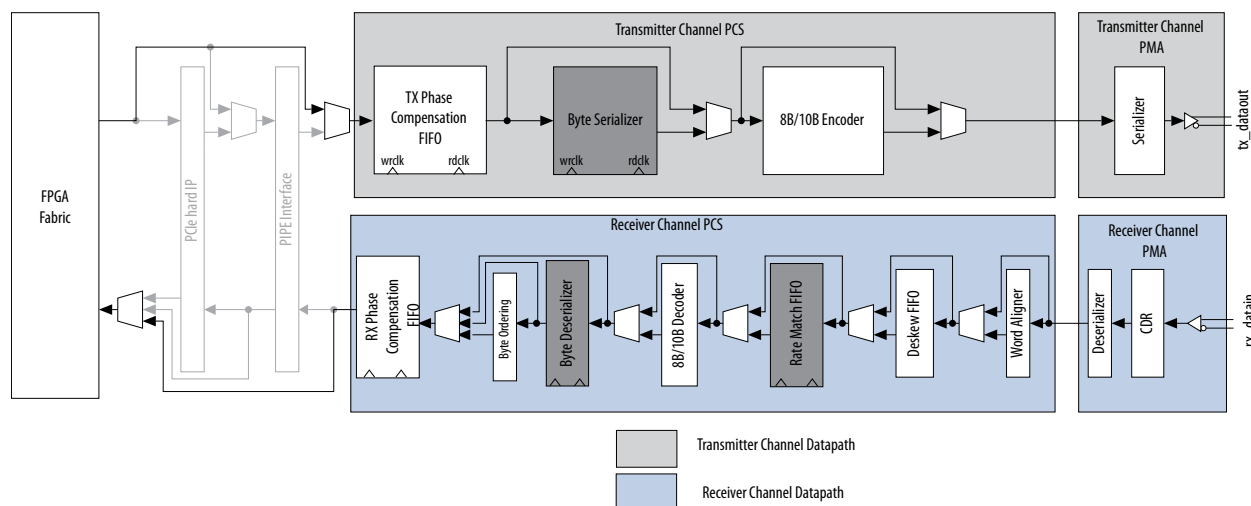 Transmitter Channel PCS
Transmitter Channel
PMA
FPGA
Fabric
PCIe hard IP
PIPE Interface
TX Phase
Compensation
FIFO
wrclk
rdclk
Byte Serializer
wrclk
rdclk
8B/10B Encoder
Serializer
tx_dataout
Receiver Channel PCS
Receiver Channel
PMA
RX Phase
Compensation
FIFO
Byte Ordering
Byte Deserializer
8B/10B Decoder
Rate Match FIFO
Deskew FIFO
Word Aligner
Deserializer
CDR
rx_datain
Transmitter Channel Datapath
Receiver Channel Datapath